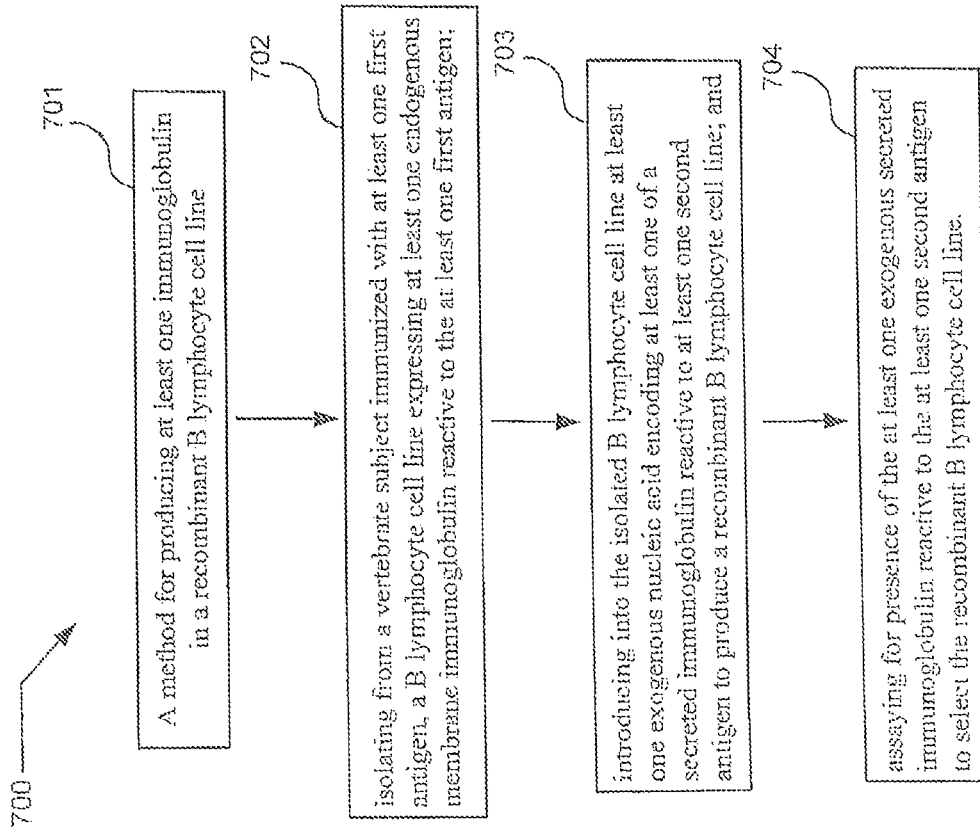 700
701
A method for producing at least one immunoglobulin
in a recombinant B lymphocyte cell line
702
isolating from a vertebrate subject immunized with at least one first
antigen, a B lymphocyte cell line expressing at least one endogenous
membrane immunoglobulin reactive to the at least one first antigen;
703
introducing into the isolated B lymphocyte cell line at least
one exogenous nucleic acid encoding at least one of a
secreted immunoglobulin reactive to at least one second
antigen to produce a recombinant B lymphocyte cell line; and
704
assaying for presence of the at least one exogenous secreted
immunoglobulin reactive to the at least one second antigen
to select the recombinant B lymphocyte cell line.